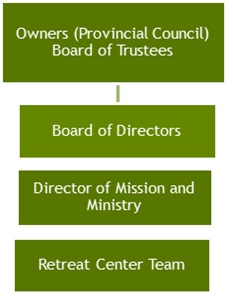 Owners (Provincial Council)
Board of Trustees
Board of Directors
Director of Mission and
Ministry
Retreat Center Team